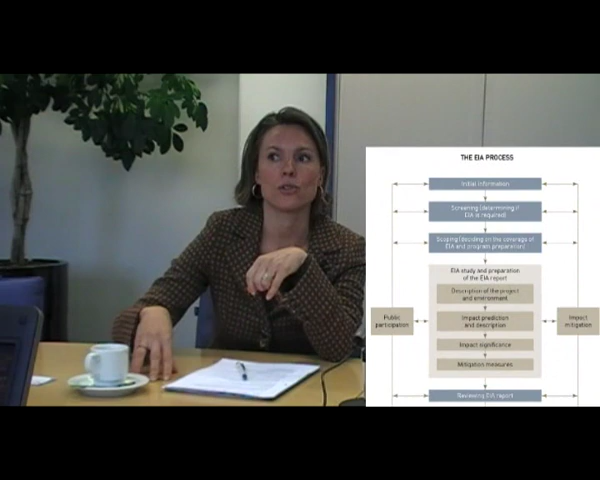 THE EIA PROCESS
Initial information
Screening (determining if
EIA is required)
Scoping (deciding on the coverage of
EIA and program preparation)
EIA study and preparation
of the EIA report
Description of the project
and environment
Public
participation
Impact prediction
and description
Impact
mitigation
Impact significance
Mitigation measures
Reviewing EIA report